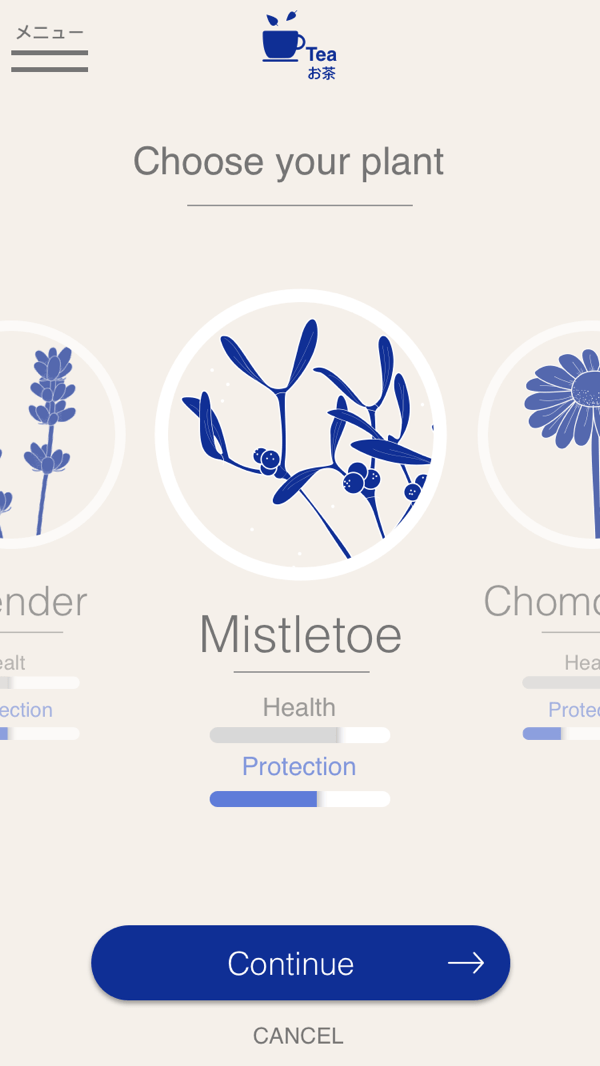 メニュー
Tea
お茶
Choose your plant
ender
Mistletoe
Chomo
ealt
Health
Hea
ection
Protection
Protec
Continue
CANCEL